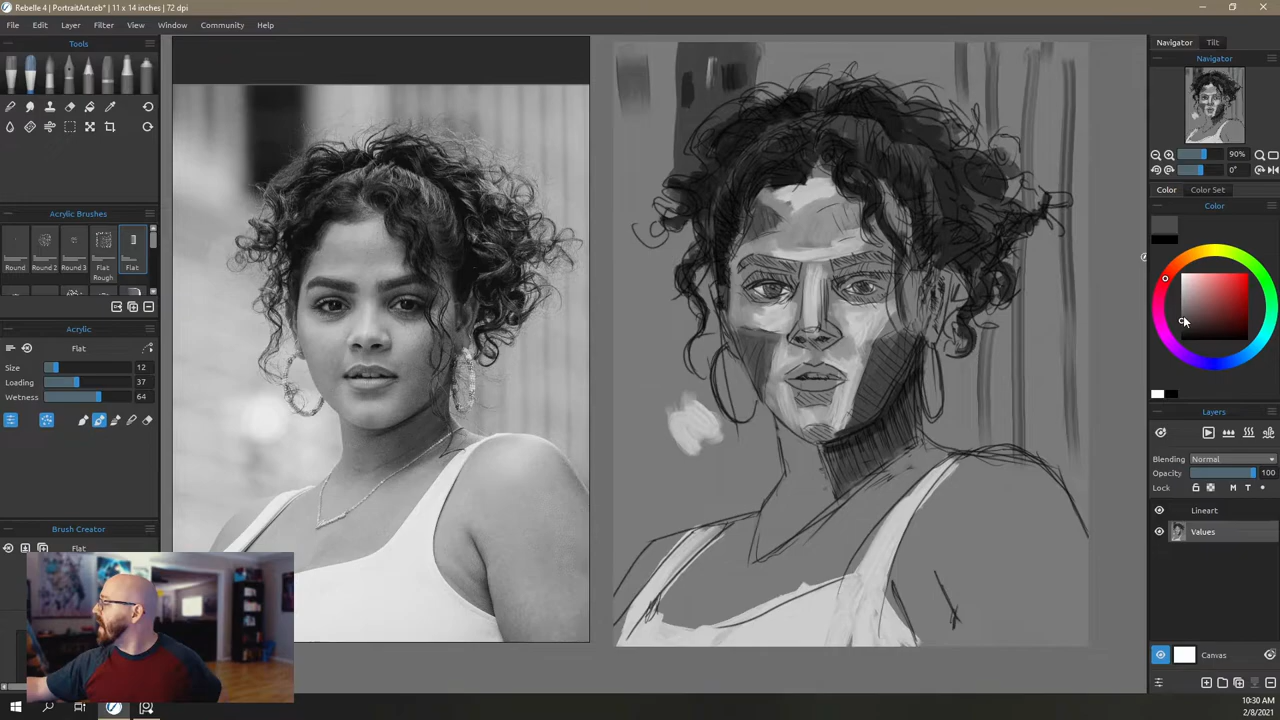 Rebelle 4 | PortraitArt.reb* | 11 x 14 inches | 72 dpi
File Edit Layer Filter View Window Community Help
Tools
Acrylic Brushes
Round Round 2 Round 3 Flat Rough Flat
Acrylic
Flat
Size 12
Loading 37
Wetness 64
Brush Creator
Flat
Navigator Tilt
Navigator
90%
0°
Color Color Set
Color
Layers
Blending Normal
Opacity 100
Lock M T
Lineart
Values
Canvas
10:30 AM
2/8/2021